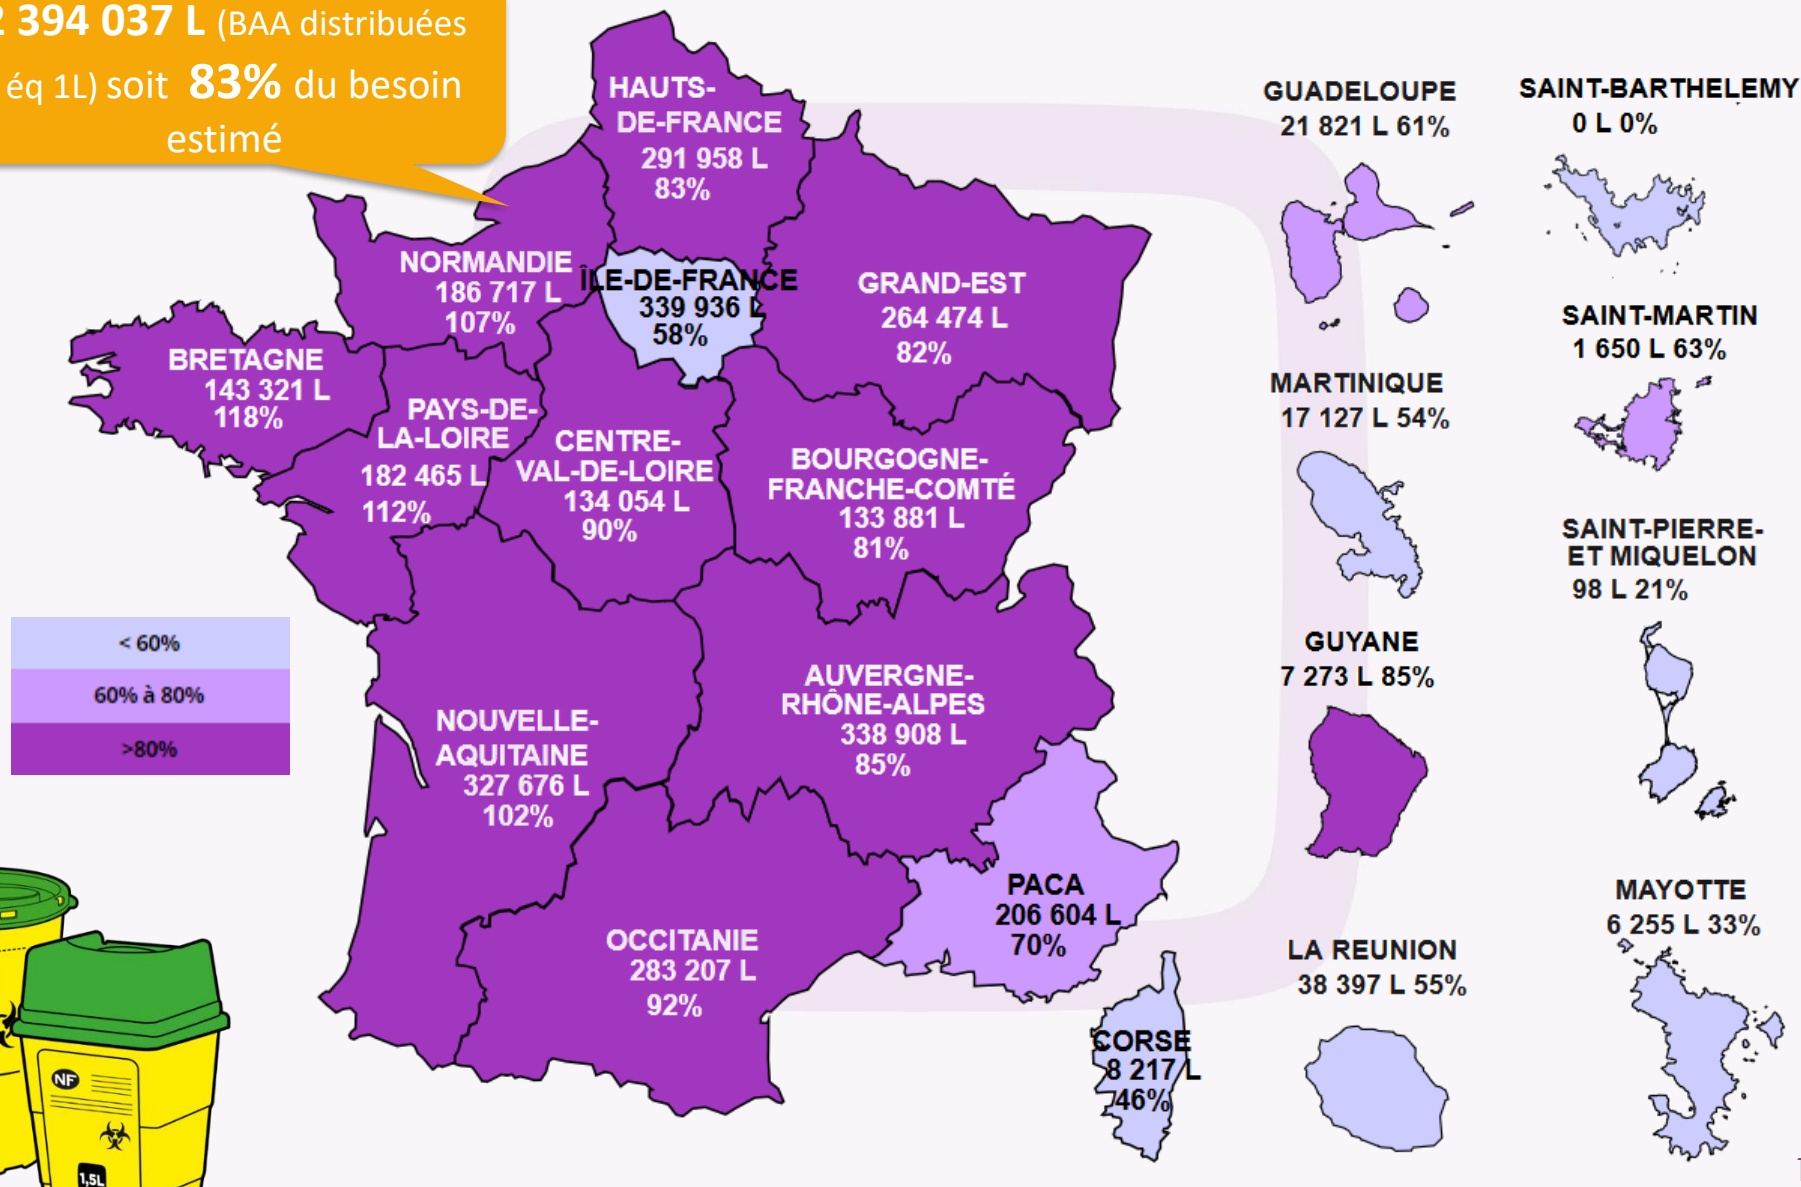 2 394 037 L (BAA distribuées
éq 1L) soit 83% du besoin
estimé
HAUTS-
DE-FRANCE
291 958 L
83%
NORMANDIE
186 717 L
107%
ÎLE-DE-FRANCE
339 936 L
58%
GRAND-EST
264 474 L
82%
BRETAGNE
143 321 L
118%
PAYS-DE-
LA-LOIRE
182 465 L
112%
CENTRE-
VAL-DE-LOIRE
134 054 L
90%
BOURGOGNE-
FRANCHE-COMTÉ
133 881 L
81%
NOUVELLE-
AQUITAINE
327 676 L
102%
AUVERGNE-
RHÔNE-ALPES
338 908 L
85%
OCCITANIE
283 207 L
92%
PACA
206 604 L
70%
CORSE
8 217 L
46%
< 60%
60% à 80%
>80%
NF
1,5L
GUADELOUPE
21 821 L 61%
MARTINIQUE
17 127 L 54%
GUYANE
7 273 L 85%
LA REUNION
38 397 L 55%
SAINT-BARTHELEMY
0 L 0%
SAINT-MARTIN
1 650 L 63%
SAINT-PIERRE-
ET MIQUELON
98 L 21%
MAYOTTE
6 255 L 33%